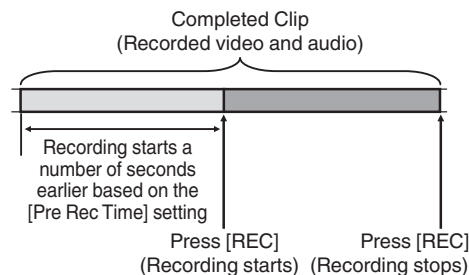 Completed Clip
(Recorded video and audio)
Recording starts a
number of seconds
earlier based on the
[Pre Rec Time] setting
Press [REC]
(Recording starts)
Press [REC]
(Recording stops)